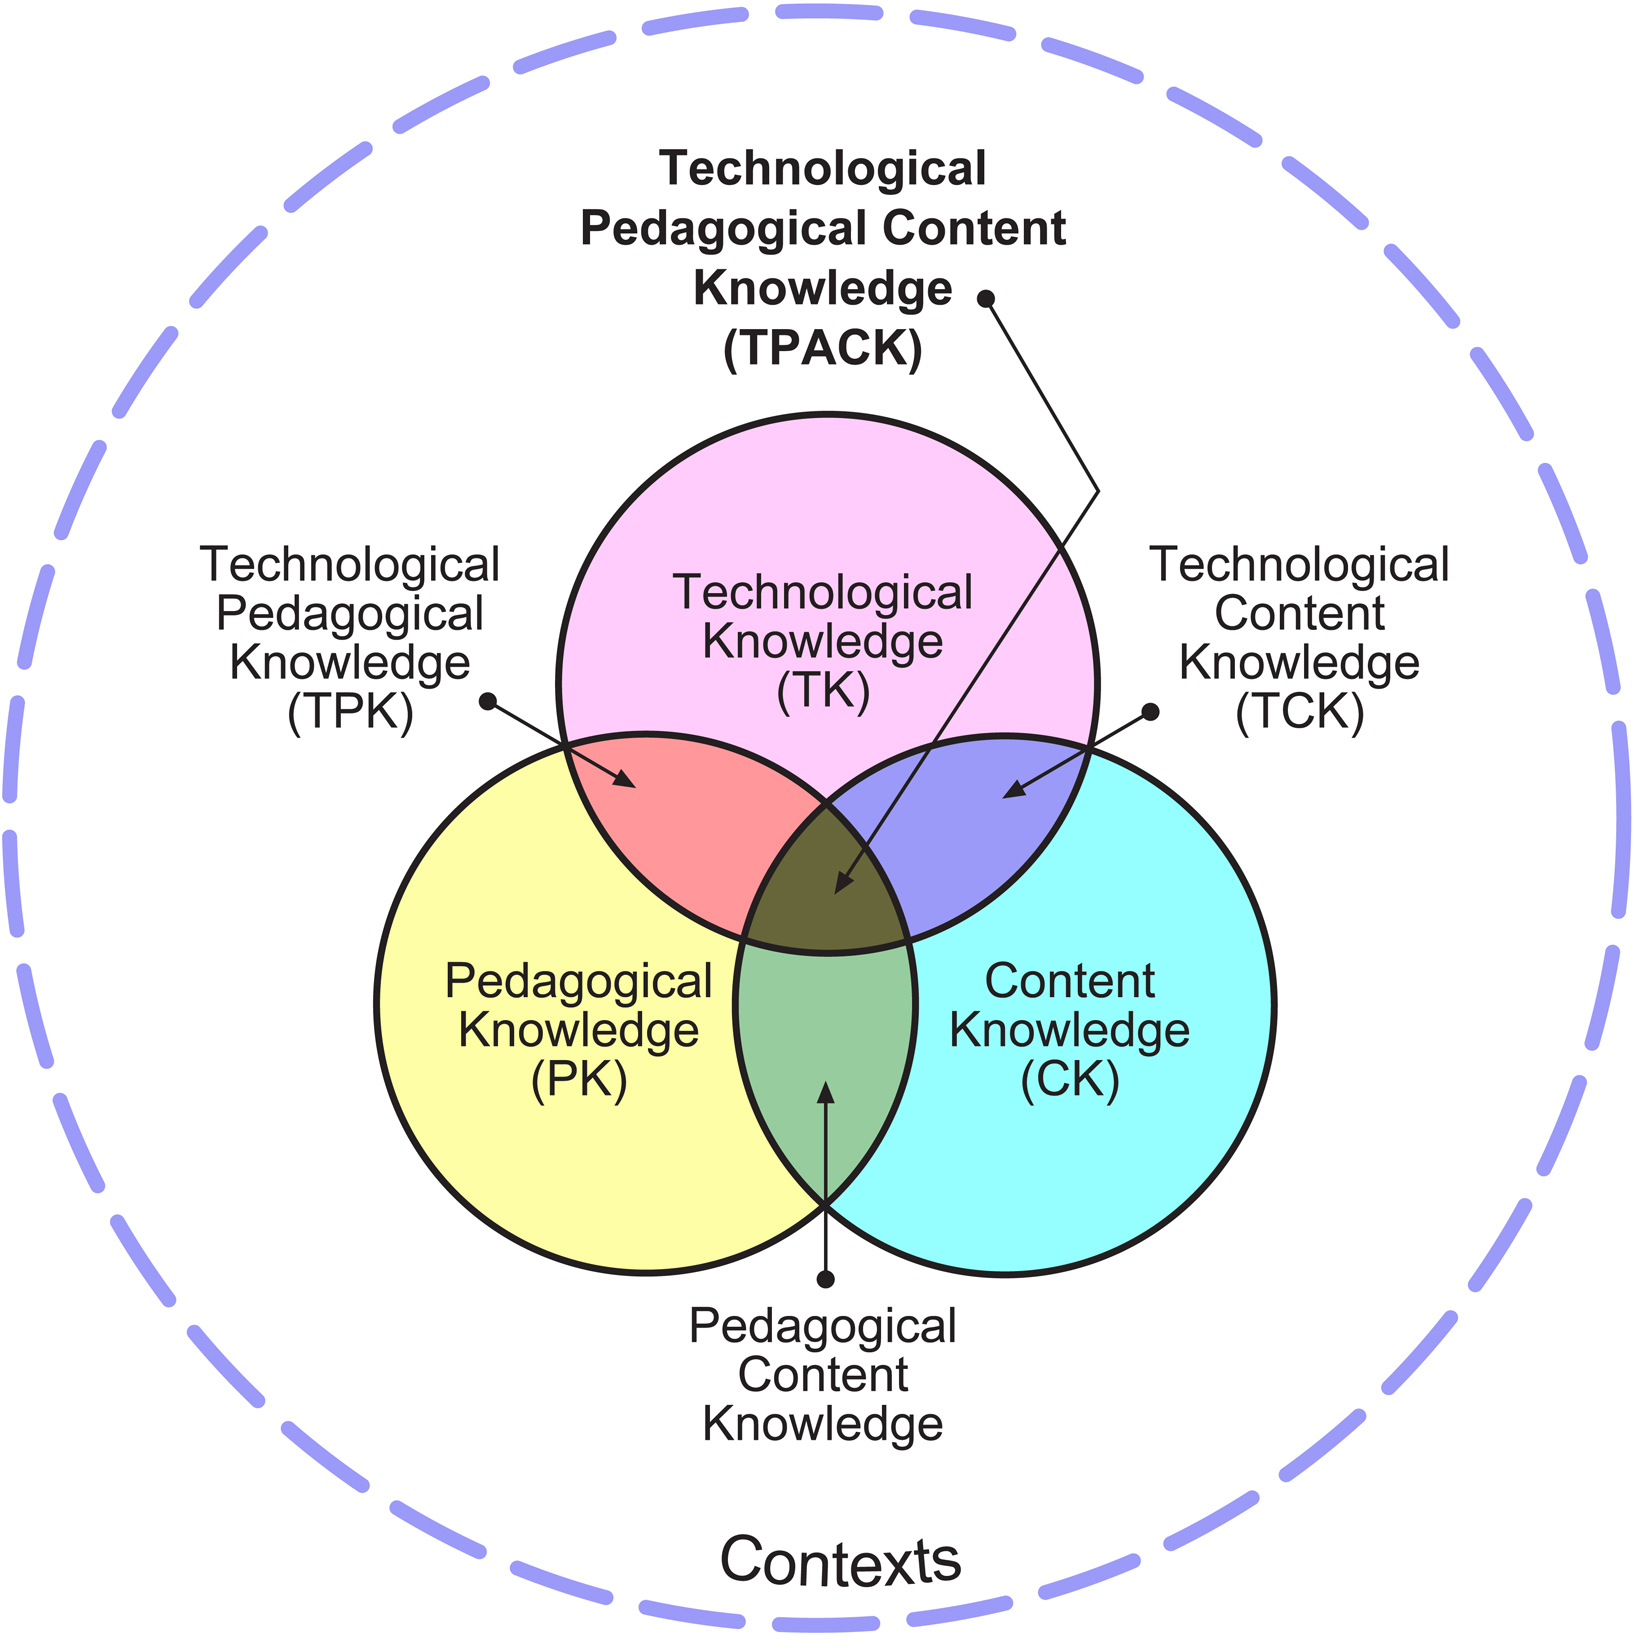 Technological
Pedagogical Content
Knowledge
(TPACK)
Technological
Pedagogical
Knowledge
(TPK)
Technological
Knowledge
(TK)
Technological
Content
Knowledge
(TCK)
Pedagogical
Knowledge
(PK)
Content
Knowledge
(CK)
Pedagogical
Content
Knowledge
Contexts